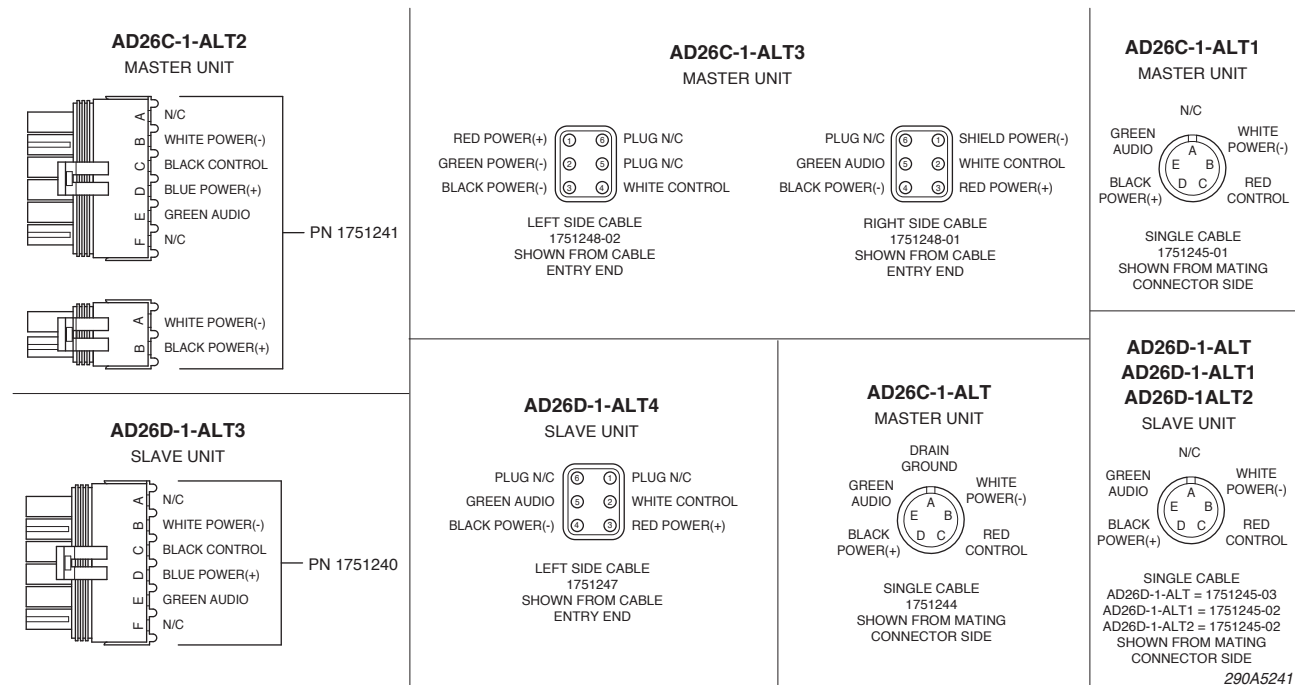 AD26C-1-ALT2
MASTER UNIT
A N/C
B WHITE POWER(-)
C BLACK CONTROL
D BLUE POWER(+)
E GREEN AUDIO
F N/C
PN 1751241
A WHITE POWER(-)
B BLACK POWER(+)
AD26D-1-ALT3
SLAVE UNIT
A N/C
B WHITE POWER(-)
C BLACK CONTROL
D BLUE POWER(+)
E GREEN AUDIO
F N/C
PN 1751240
AD26C-1-ALT3
MASTER UNIT
RED POWER(+) 1 6 PLUG N/C
GREEN POWER(-) 2 5 PLUG N/C
BLACK POWER(-) 3 4 WHITE CONTROL
LEFT SIDE CABLE
1751248-02
SHOWN FROM CABLE
ENTRY END
PLUG N/C 6 1 SHIELD POWER(-)
GREEN AUDIO 5 2 WHITE CONTROL
BLACK POWER(-) 4 3 RED POWER(+)
RIGHT SIDE CABLE
1751248-01
SHOWN FROM CABLE
ENTRY END
AD26D-1-ALT4
SLAVE UNIT
PLUG N/C 6 1 PLUG N/C
GREEN AUDIO 5 2 WHITE CONTROL
BLACK POWER(-) 4 3 RED POWER(+)
LEFT SIDE CABLE
1751247
SHOWN FROM CABLE
ENTRY END
AD26C-1-ALT
MASTER UNIT
DRAIN
GROUND
GREEN
AUDIO
WHITE
POWER(-)
A
E B
D C
BLACK
POWER(+)
RED
CONTROL
SINGLE CABLE
1751244
SHOWN FROM MATING
CONNECTOR SIDE
AD26C-1-ALT1
MASTER UNIT
N/C
GREEN
AUDIO
WHITE
POWER(-)
A
E B
D C
BLACK
POWER(+)
RED
CONTROL
SINGLE CABLE
1751245-01
SHOWN FROM MATING
CONNECTOR SIDE
AD26D-1-ALT
AD26D-1-ALT1
AD26D-1ALT2
SLAVE UNIT
N/C
GREEN
AUDIO
WHITE
POWER(-)
A
E B
D C
BLACK
POWER(+)
RED
CONTROL
SINGLE CABLE
AD26D-1-ALT = 1751245-03
AD26D-1-ALT1 = 1751245-02
AD26D-1-ALT2 = 1751245-02
SHOWN FROM MATING
CONNECTOR SIDE
290A5241